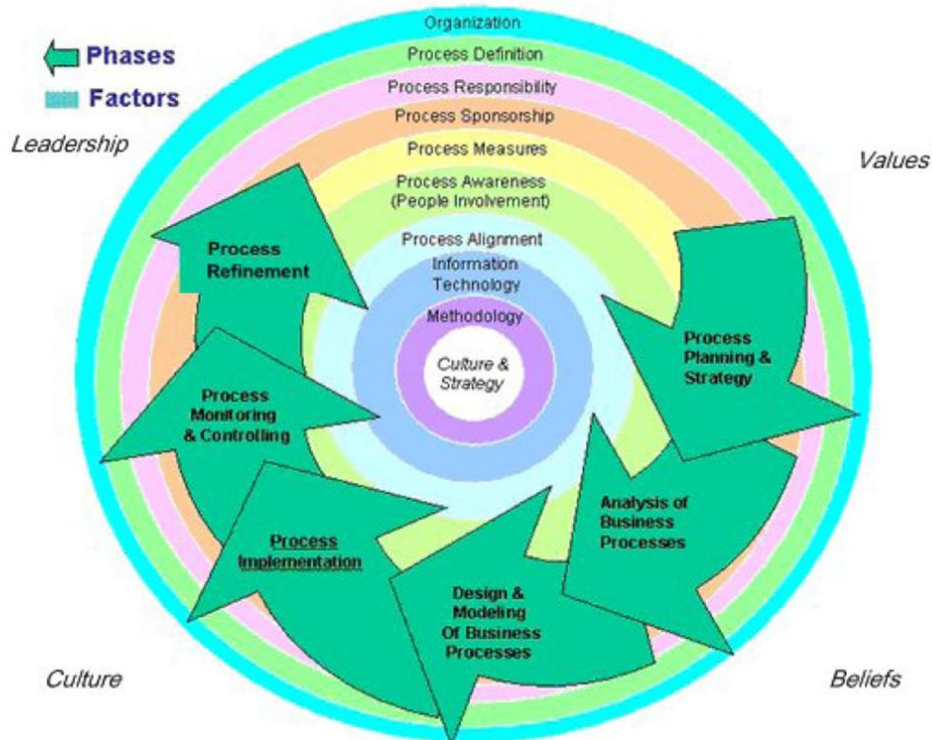 Phases
Factors
Leadership
Values
Organization
Process Definition
Process Responsibility
Process Sponsorship
Process Measures
Process Awareness
(People Involvement)
Process Alignment
Information
Technology
Methodology
Culture &
Strategy
Process
Planning &
Strategy
Analysis of
Business
Processes
Design &
Modeling
Of Business
Processes
Process
Implementation
Process
Monitoring
& Controlling
Process
Refinement
Culture
Beliefs